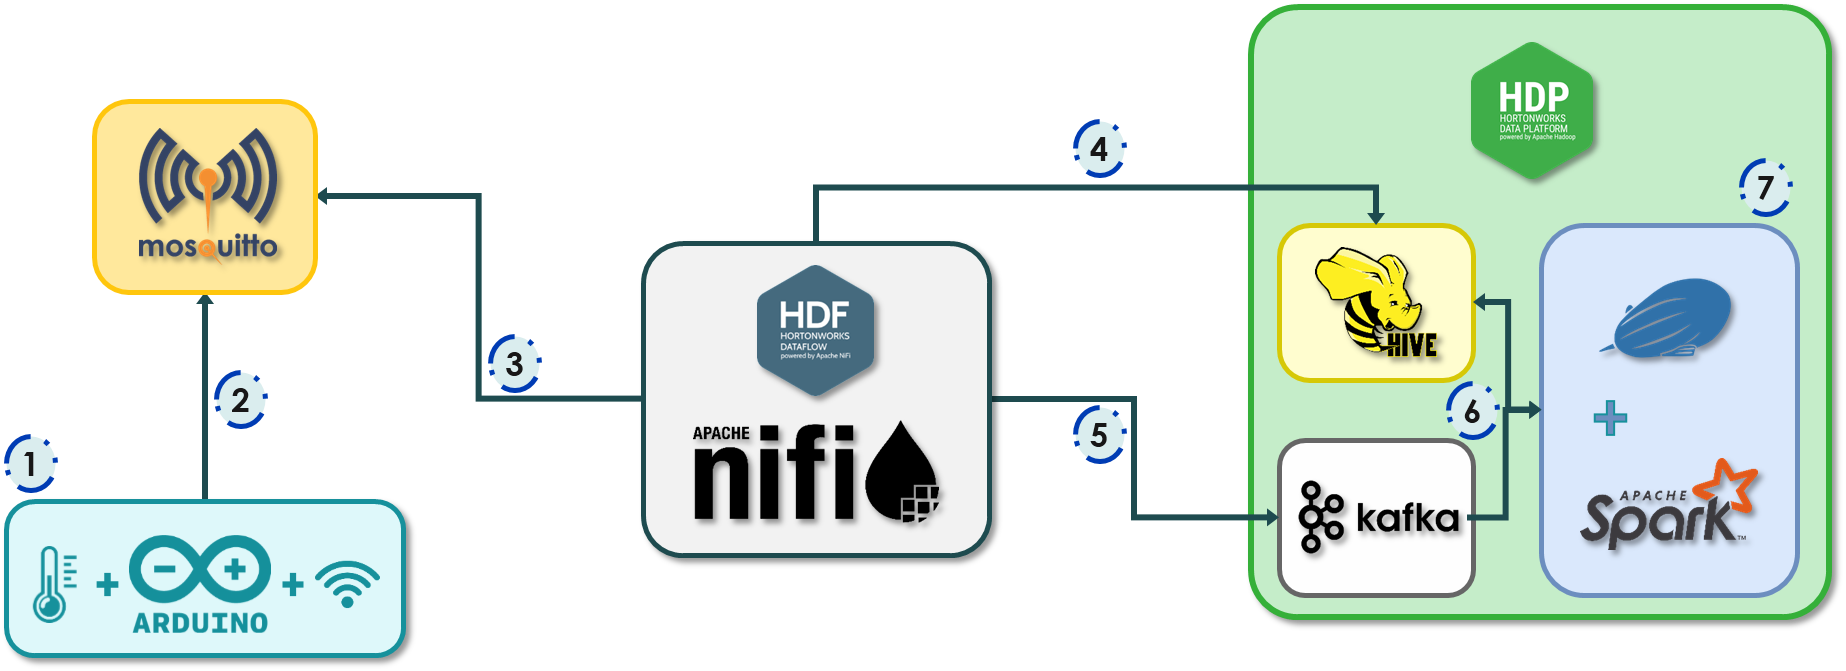 HDP
HORTONWORKS
DATA PLATFORM
powered by Apache Hadoop
4
7
mosquitto
HDF
HORTONWORKS
DATAFLOW
powered by Apache NiFi
HIVE
3
2
6
5
1
APACHE
nifi
+
kafka
APACHE
Spark™
+
+
ARDUINO